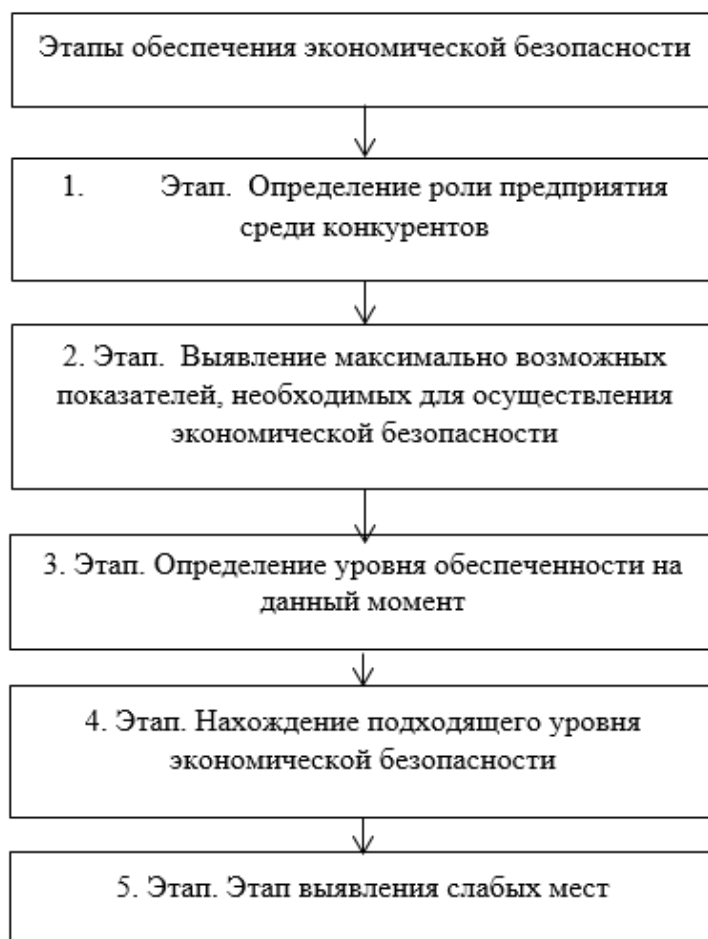 Этапы обеспечения экономической безопасности
1. Этап. Определение роли предприятия
среди конкурентов
2. Этап. Выявление максимально возможных
показателей, необходимых для осуществления
экономической безопасности
3. Этап. Определение уровня обеспеченности на
данный момент
4. Этап. Нахождение подходящего уровня
экономической безопасности
5. Этап. Этап выявления слабых мест